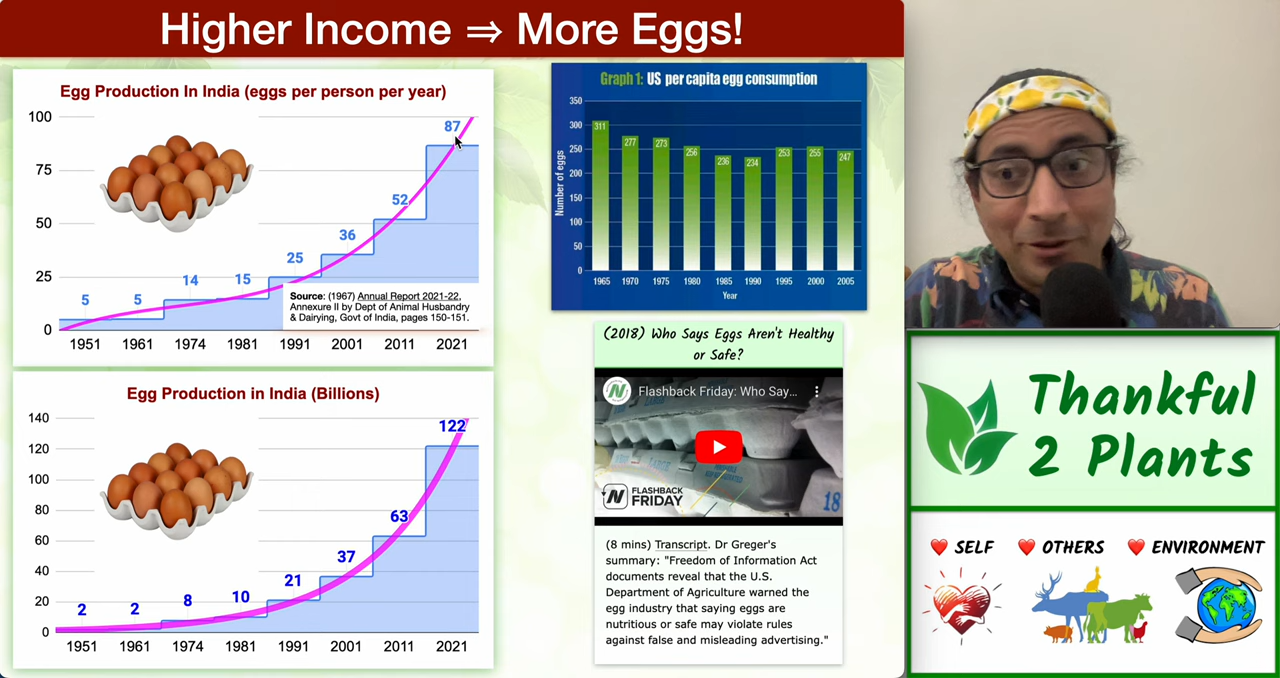 Higher Income ⇒ More Eggs!
Egg Production In India (eggs per person per year)
100
75
50
25
0
5
5
14
15
25
36
52
87
Source: (1967) Annual Report 2021-22,
Annexure II by Dept of Animal Husbandry
& Dairying, Govt of India, pages 150-151.
1951
1961
1974
1981
1991
2001
2011
2021
Egg Production in India (Billions)
140
120
100
80
60
40
20
0
2
2
8
10
21
37
63
122
1951
1961
1974
1981
1991
2001
2011
2021
Graph 1: US per capita egg consumption
Number of eggs
350
300
250
200
150
100
50
0
311
277
273
256
236
234
253
255
247
1965
1970
1975
1980
1985
1990
1995
2000
2005
Year
(2018) Who Says Eggs Aren't Healthy
or Safe?
Flashback Friday: Who Say...
LARGE
18
FLASHBACK
FRIDAY
(8 mins) Transcript. Dr Greger's
summary: "Freedom of Information Act
documents reveal that the U.S.
Department of Agriculture warned the
egg industry that saying eggs are
nutritious or safe may violate rules
against false and misleading advertising."
Thankful
2 Plants
SELF
OTHERS
ENVIRONMENT